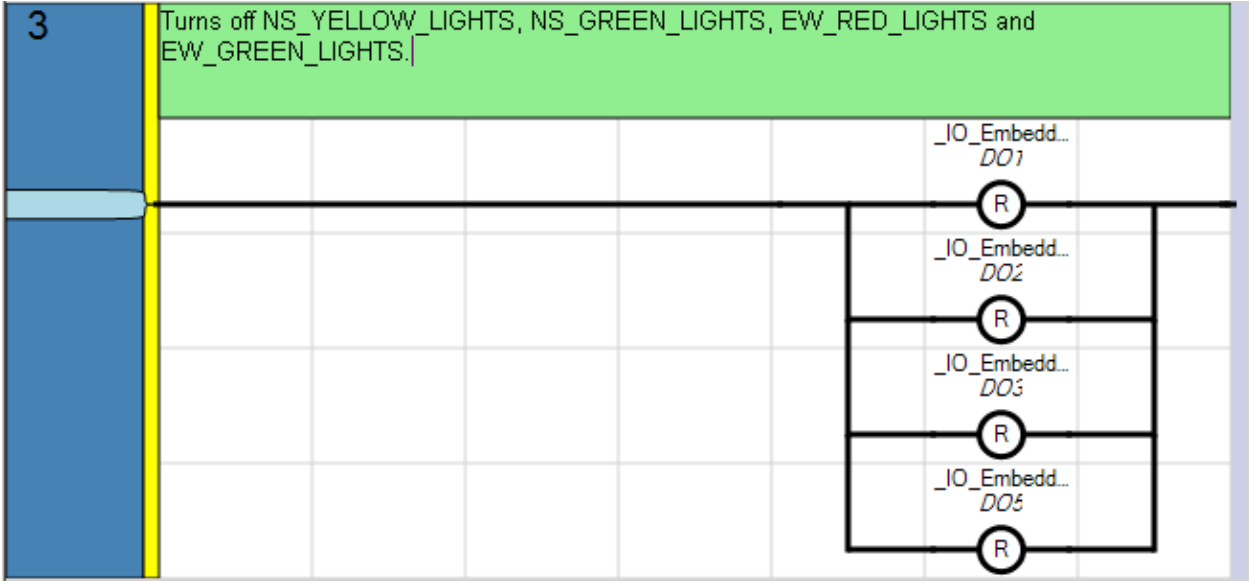 3
Turns off NS_YELLOW_LIGHTS, NS_GREEN_LIGHTS, EW_RED_LIGHTS and
EW_GREEN_LIGHTS.
_IO_Embedd...
DO1
R
_IO_Embedd...
DO2
R
_IO_Embedd...
DO3
R
_IO_Embedd...
DO5
R